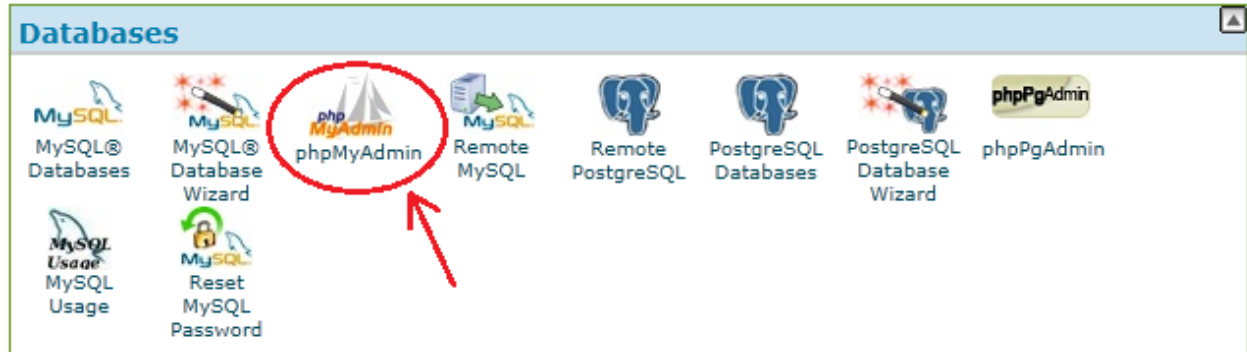 Databases
MySQL
MySQL
php
MyAdmin
MySQL
phpPgAdmin
MySQL®
Databases
MySQL®
Database
Wizard
phpMyAdmin
Remote
MySQL
Remote
PostgreSQL
PostgreSQL
Databases
PostgreSQL
Database
Wizard
phpPgAdmin
MySQL
Usage
MySQL
MySQL
Usage
Reset
MySQL
Password